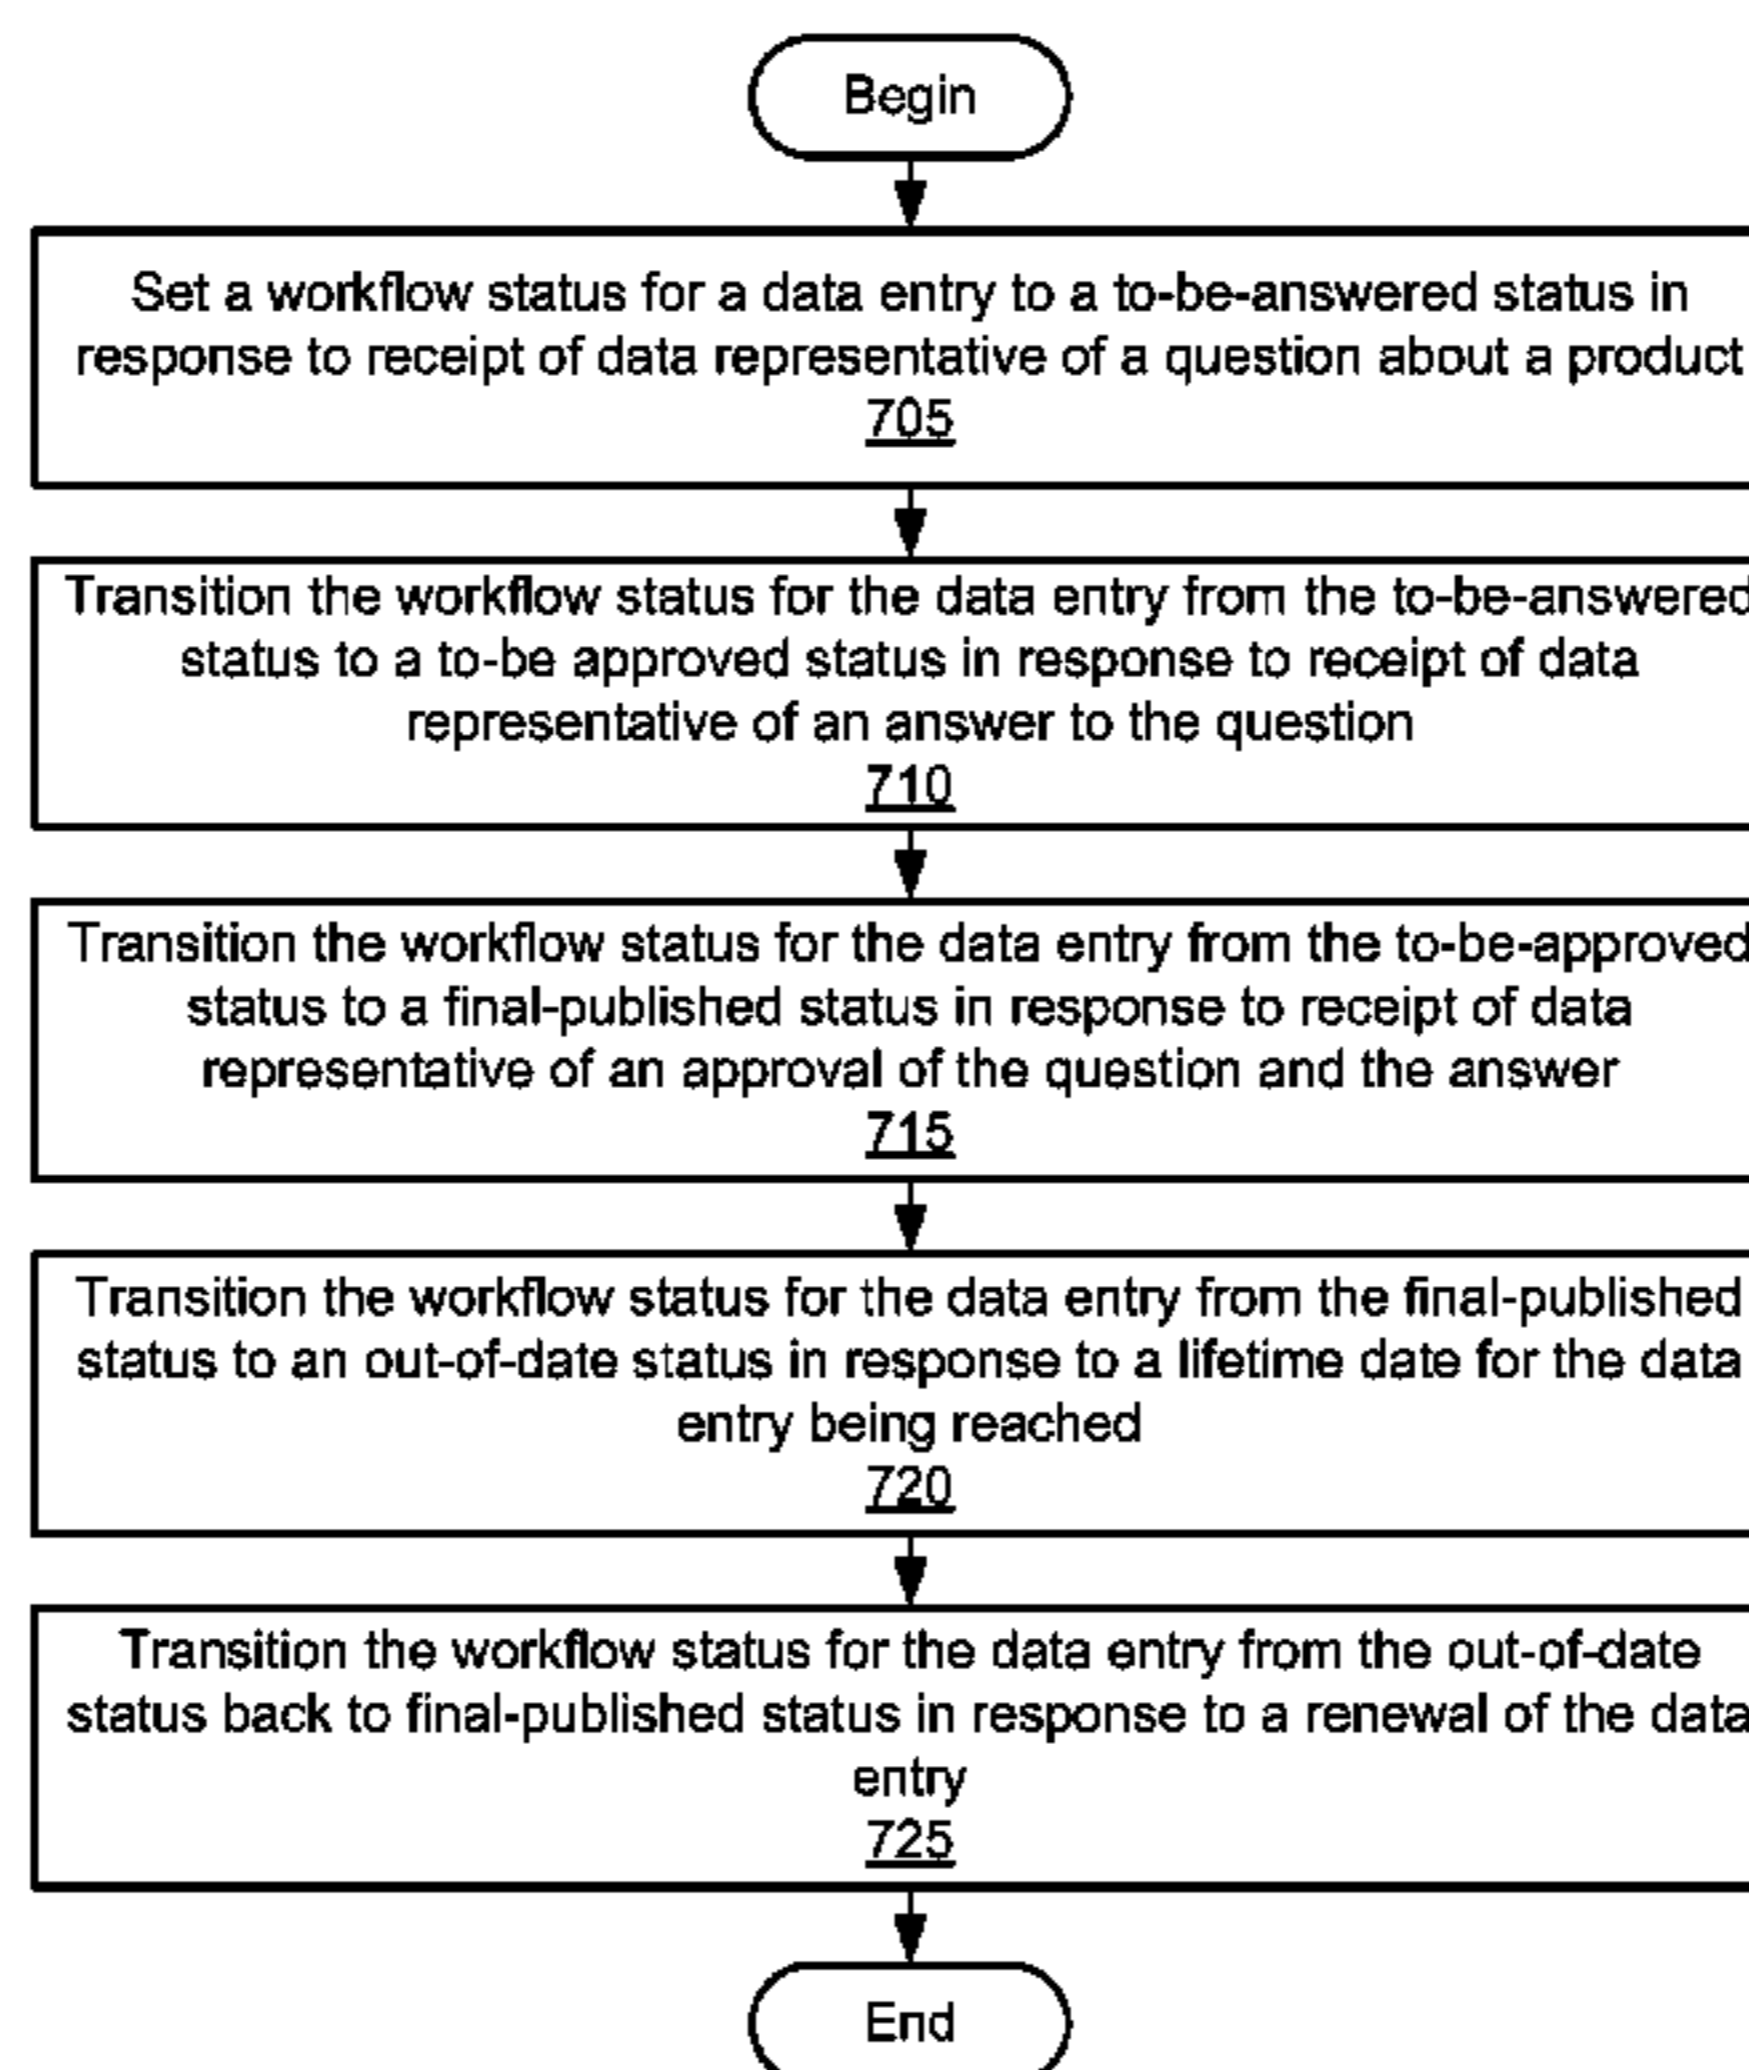 Begin
Set a workflow status for a data entry to a to-be-answered status in
response to receipt of data representative of a question about a product
705
Transition the workflow status for the data entry from the to-be-answered
status to a to-be approved status in response to receipt of data
representative of an answer to the question
710
Transition the workflow status for the data entry from the to-be-approved
status to a final-published status in response to receipt of data
representative of an approval of the question and the answer
715
Transition the workflow status for the data entry from the final-published
status to an out-of-date status in response to a lifetime date for the data
entry being reached
720
Transition the workflow status for the data entry from the out-of-date
status back to final-published status in response to a renewal of the data
entry
725
End